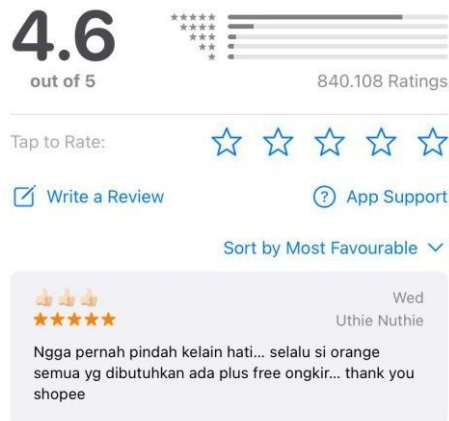 4.6
out of 5
840.108 Ratings
Tap to Rate:
Write a Review
App Support
Sort by Most Favourable
👍🏻👍🏻👍🏻
Wed
★★★★★
Uthie Nuthie
Ngga pernah pindah kelain hati... selalu si orange
semua yg dibutuhkan ada plus free ongkir... thank you
shopee